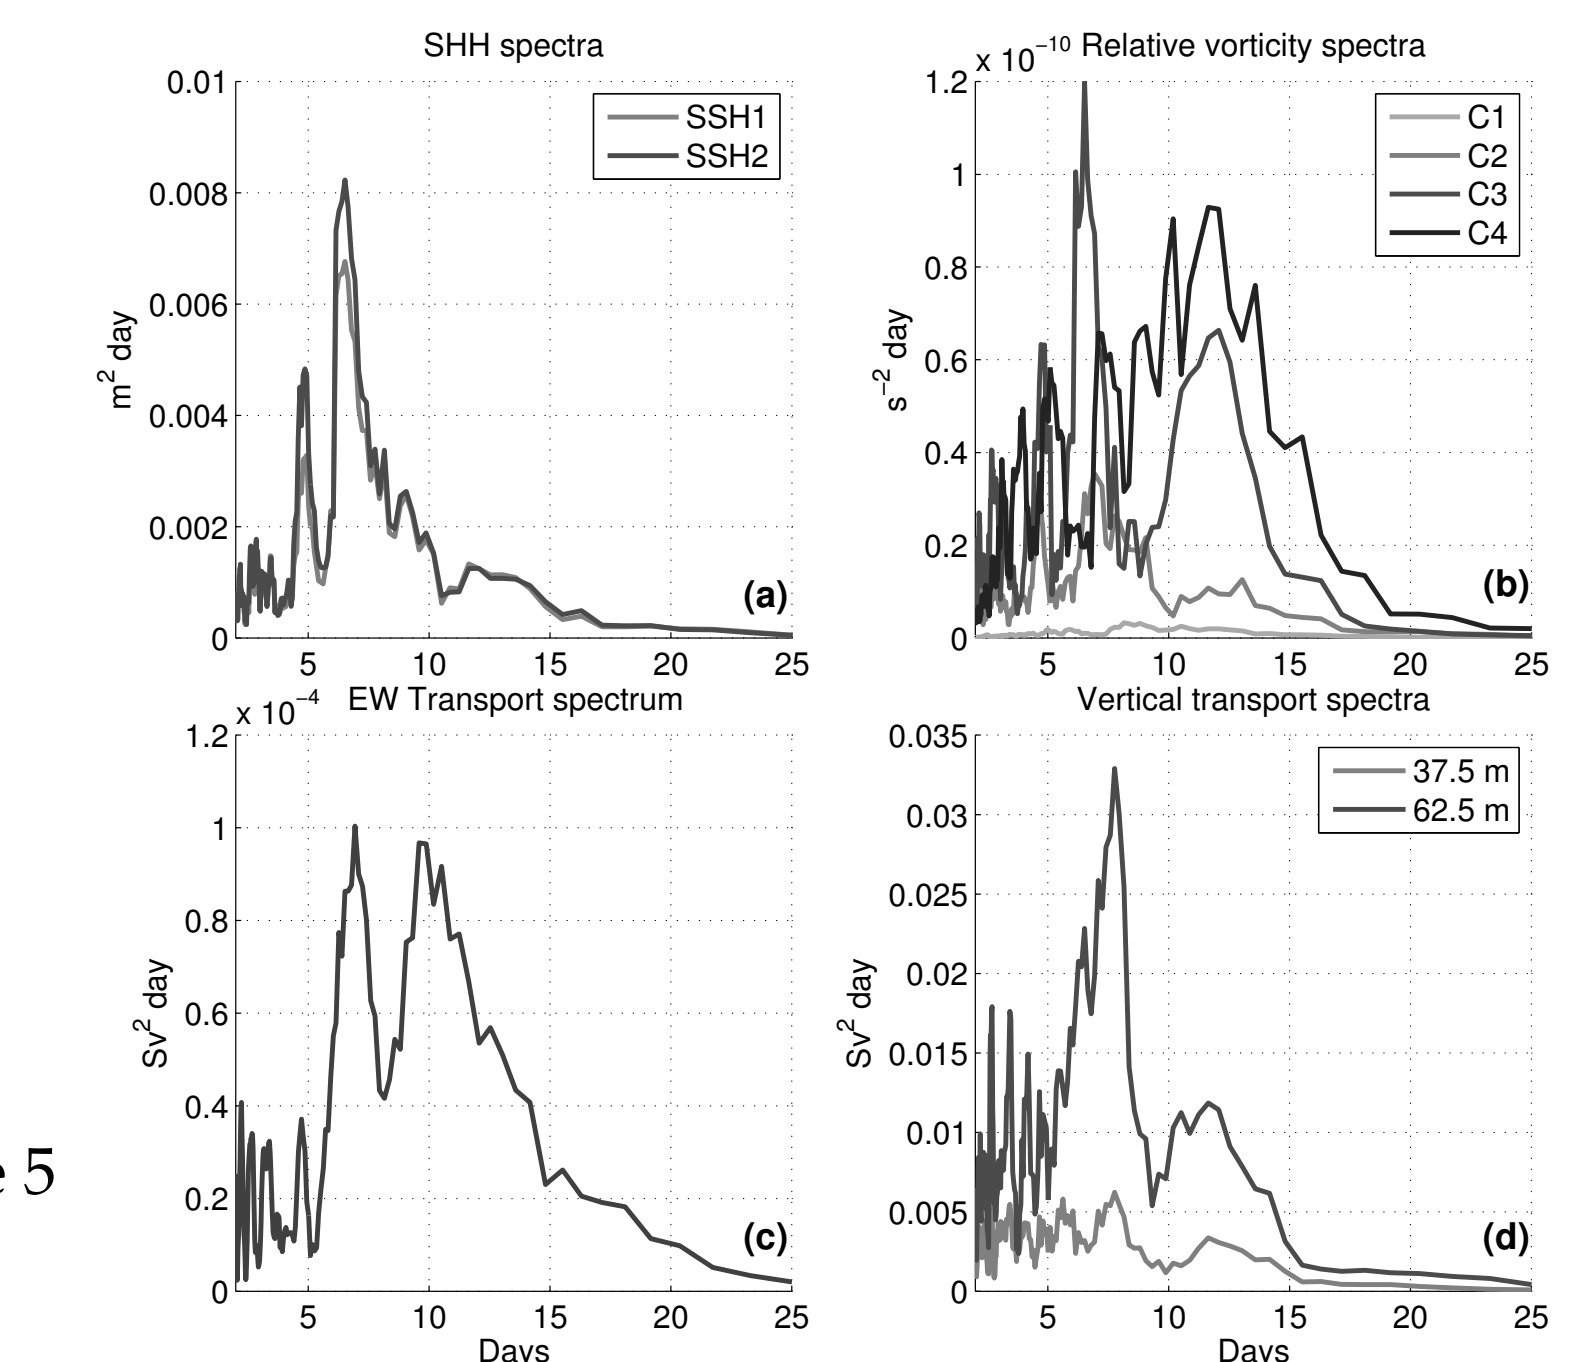 SHH spectra
0.01
0.008
0.006
0.004
0.002
0
m² day
SSH1
SSH2
(a)
5 10 15 20 25
x 10⁻¹⁰ Relative vorticity spectra
1.2
1
0.8
0.6
0.4
0.2
0
s⁻² day
C1
C2
C3
C4
(b)
5 10 15 20 25
x 10⁻⁴ EW Transport spectrum
1.2
1
0.8
0.6
0.4
0.2
0
Sv² day
(c)
5 10 15 20 25
Days
Vertical transport spectra
0.035
0.03
0.025
0.02
0.015
0.01
0.005
0
Sv² day
37.5 m
62.5 m
(d)
5 10 15 20 25
Days
e 5